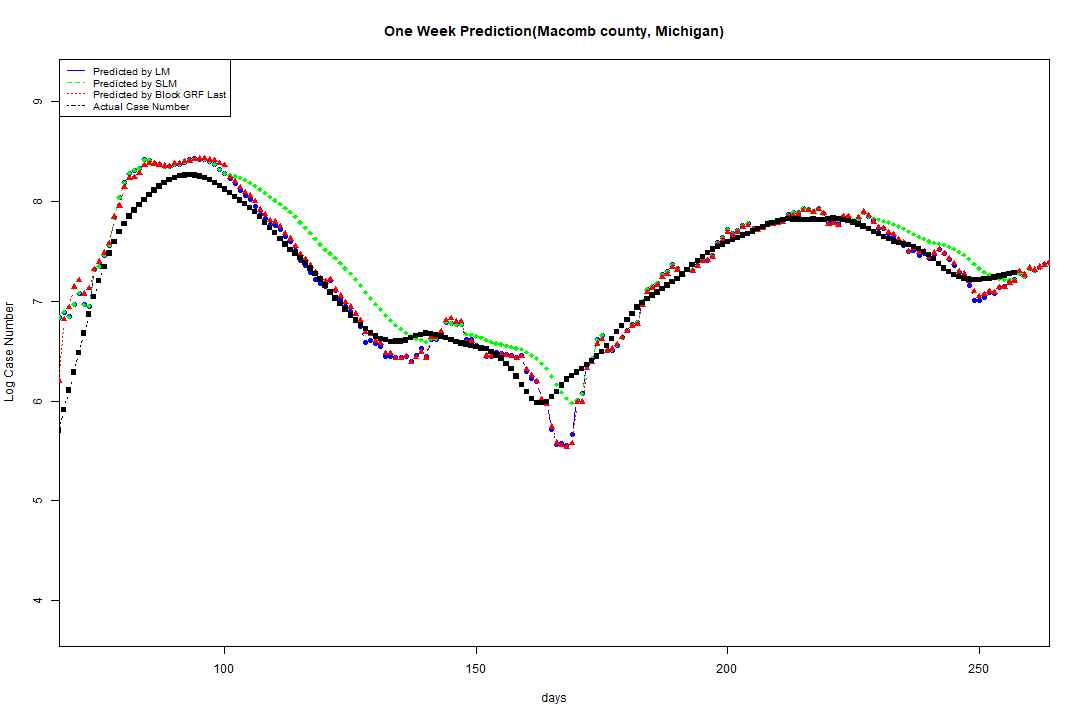 One Week Prediction(Macomb county, Michigan)
Predicted by LM
Predicted by SLM
Predicted by Block GRF Last
Actual Case Number
9
8
7
6
5
4
Log Case Number
100 150 200 250
days